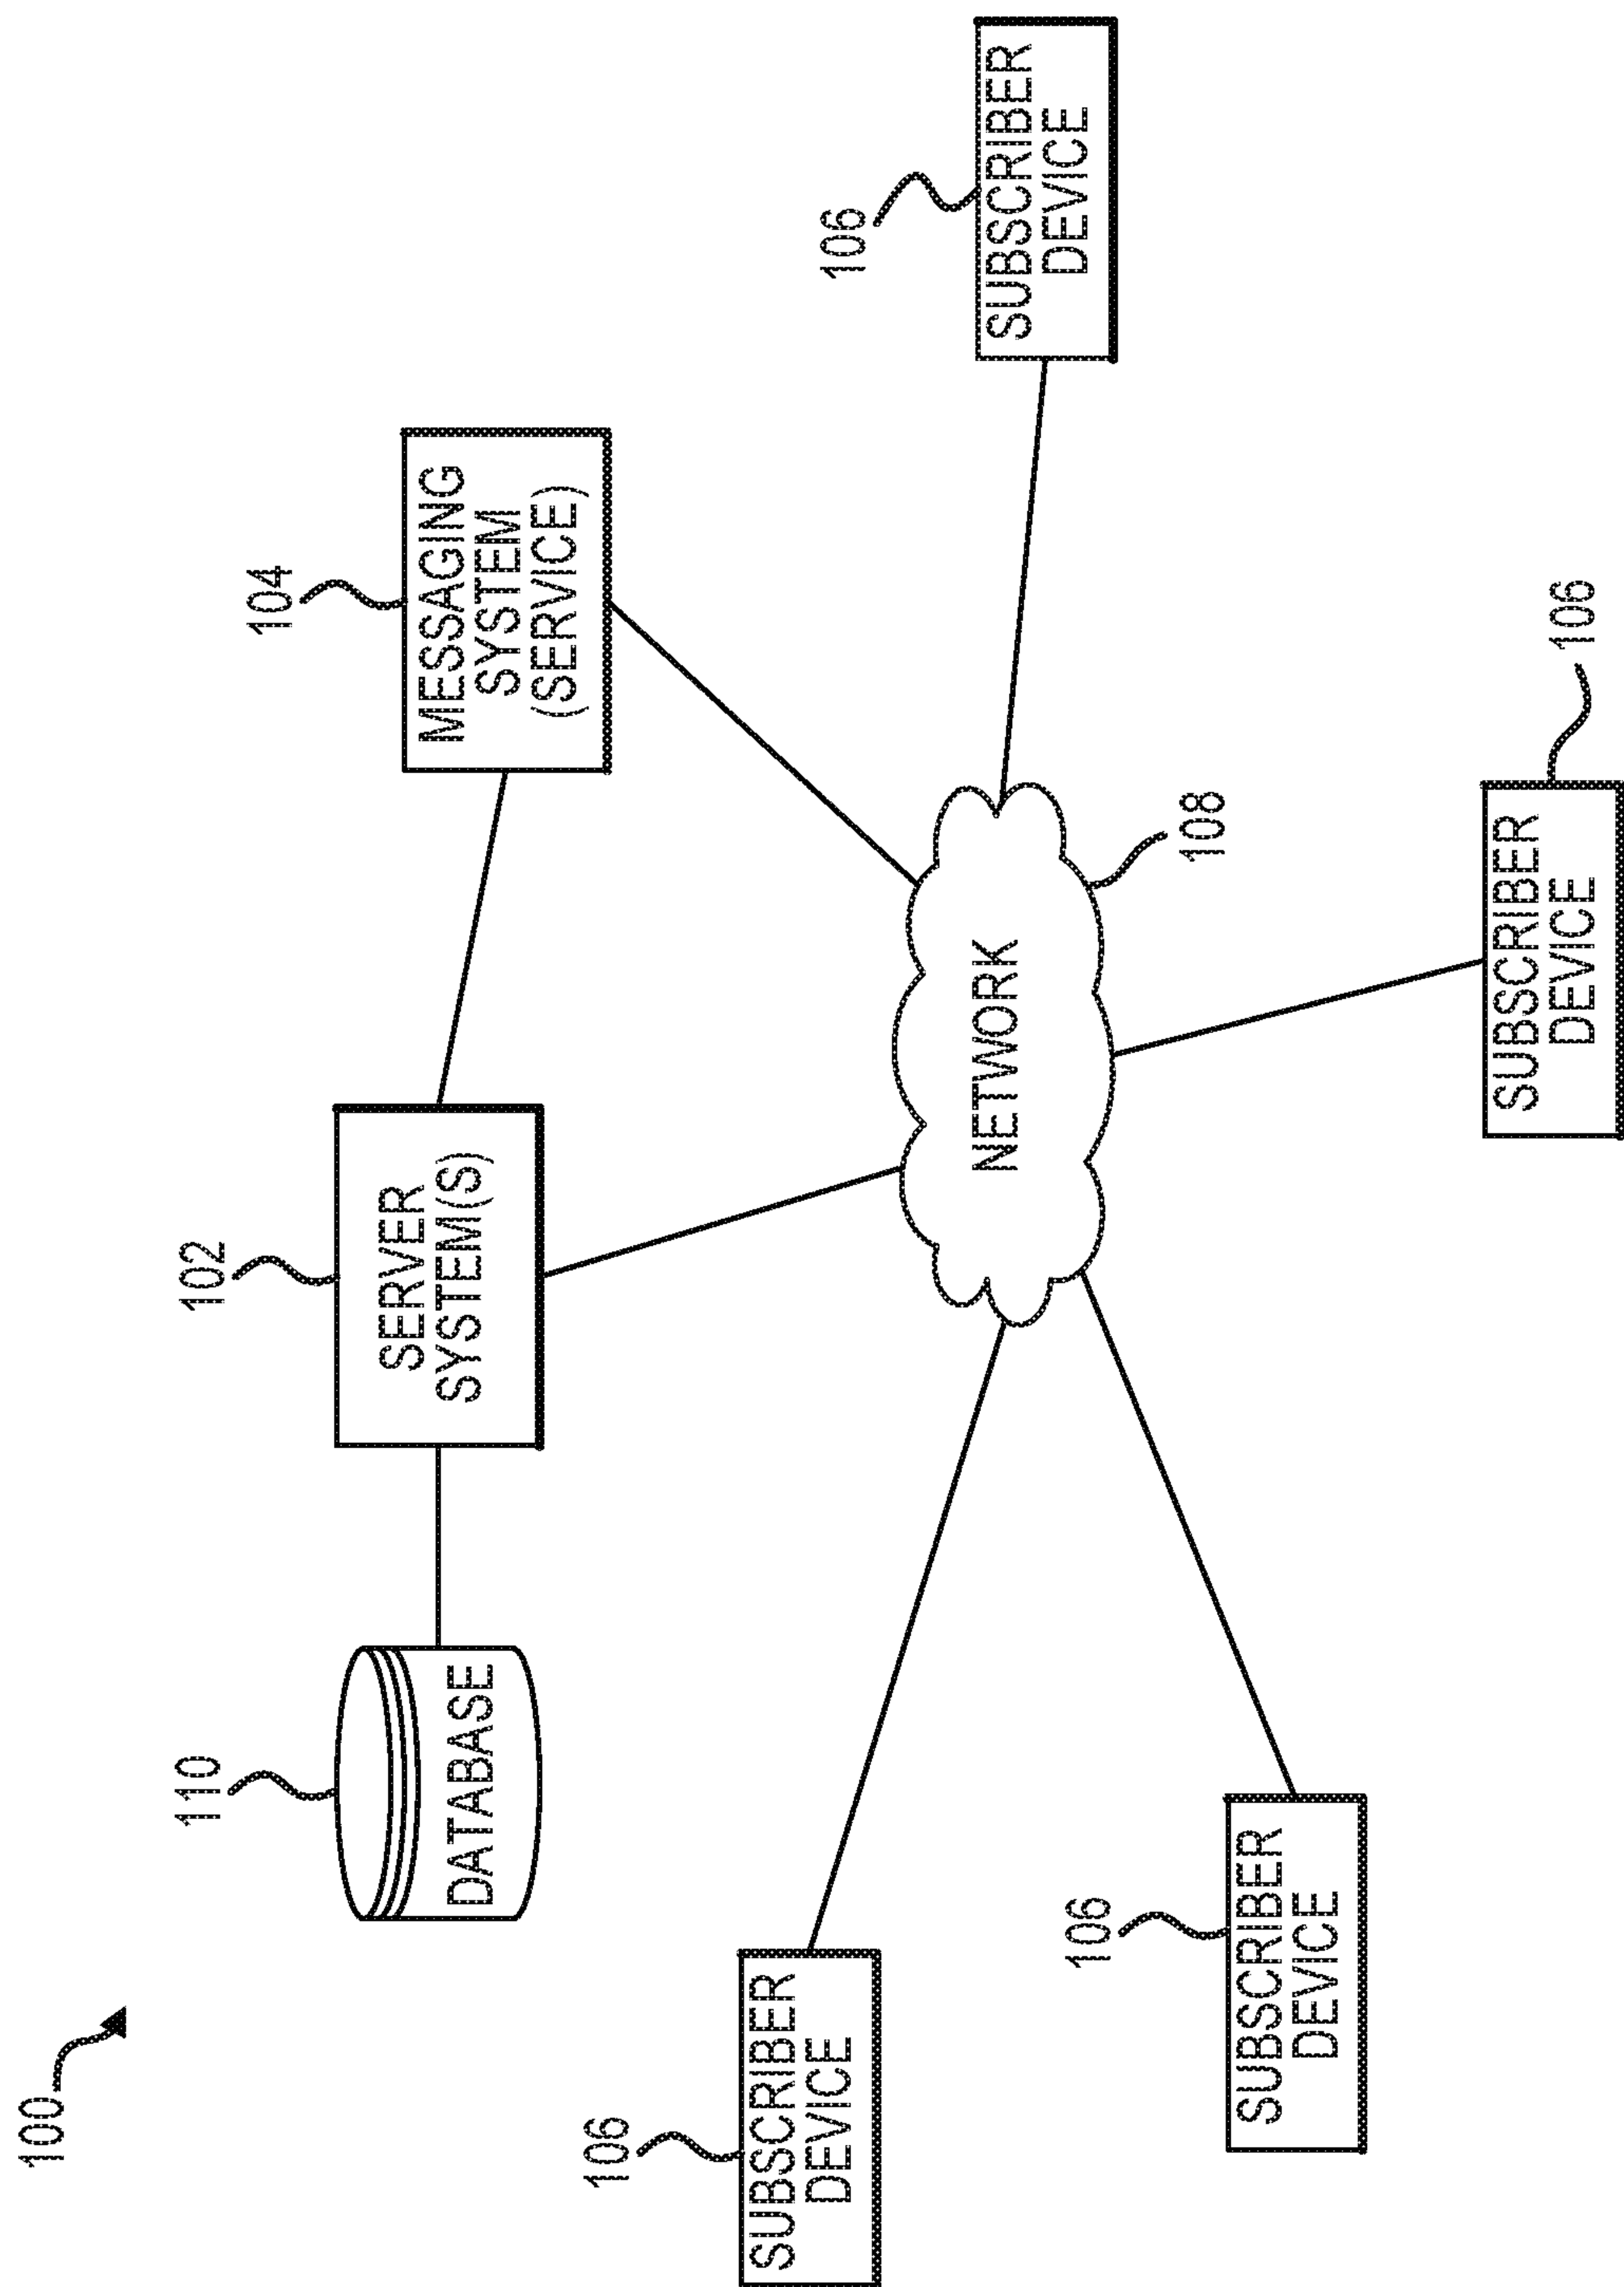 100
110
DATABASE
102
SERVER
SYSTEM(S)
104
MESSAGING
SYSTEM
(SERVICE)
106
SUBSCRIBER
DEVICE
NETWORK
108
106
SUBSCRIBER
DEVICE
106
SUBSCRIBER
DEVICE
106
SUBSCRIBER
DEVICE